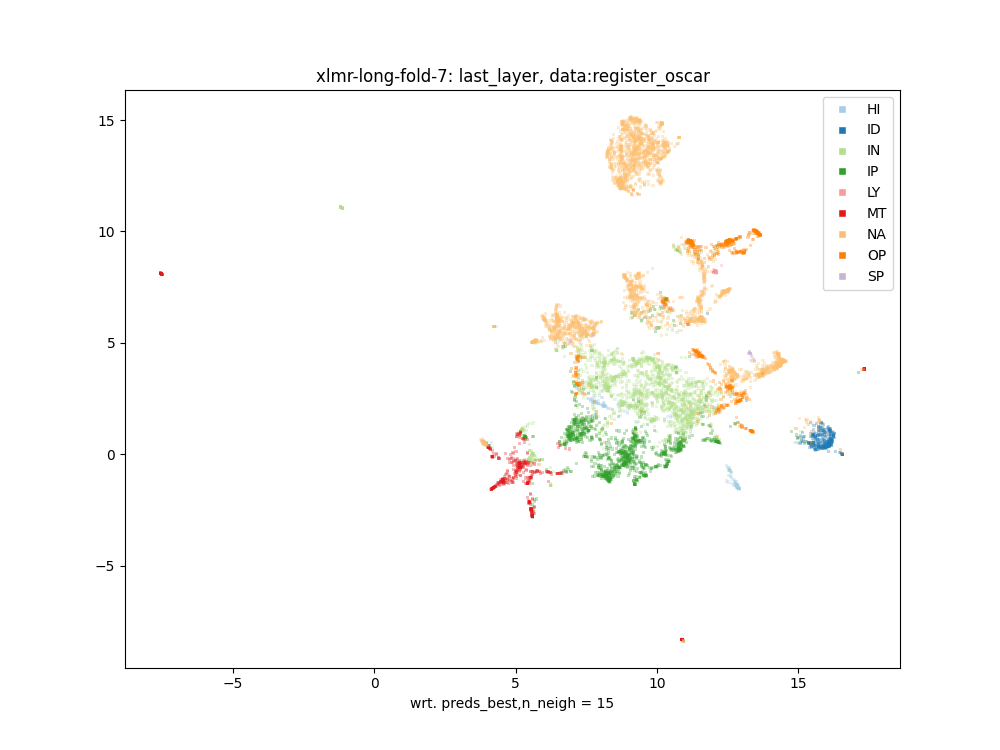 xlmr-long-fold-7: last_layer, data:register_oscar
HI
ID
IN
IP
LY
MT
NA
OP
SP
15
10
5
0
−5
−5
0
5
10
15
wrt. preds_best,n_neigh = 15